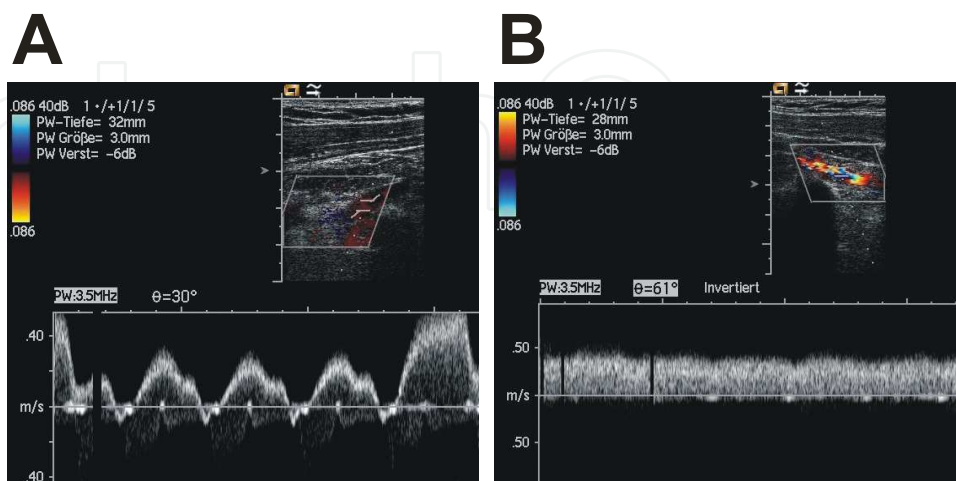 A
.086 40dB 1 •/+1/1/ 5
PW-Tiefe= 32mm
PW Größe= 3.0mm
PW Verst= -6dB
.086
PW:3.5MHz
θ=30°
.40
m/s
.40
B
.086 40dB 1 •/+1/1/ 5
PW-Tiefe= 28mm
PW Größe= 3.0mm
PW Verst= -6dB
.086
PW:3.5MHz
θ=61°
Invertiert
.50
m/s
.50